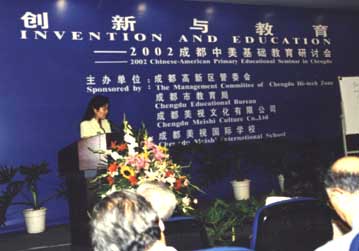 创 新 与 教 育
INVENTION AND EDUCATION
——2002成都中美基础教育研讨会
——2002 Chinese-American Primary Educational Seminar in Chengdu
主办单位:成都高新区管委会
Sponsored by: The Management Committee of Chengdu Hi-tech Zone
成都市教育局
Chengdu Educational Bureau
成都美视文化有限公司
Chengdu Meishi Culture Co.,Ltd
成都美视国际学校
Meishi International School